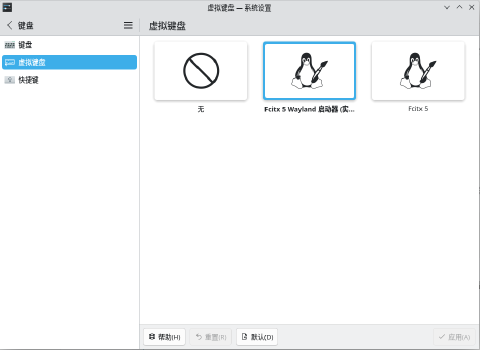 虚拟键盘 — 系统设置
键盘
虚拟键盘
键盘
虚拟键盘
快捷键
无
Fcitx 5 Wayland 启动器 (实...
Fcitx 5
帮助(H)
重置(R)
默认(D)
应用(A)